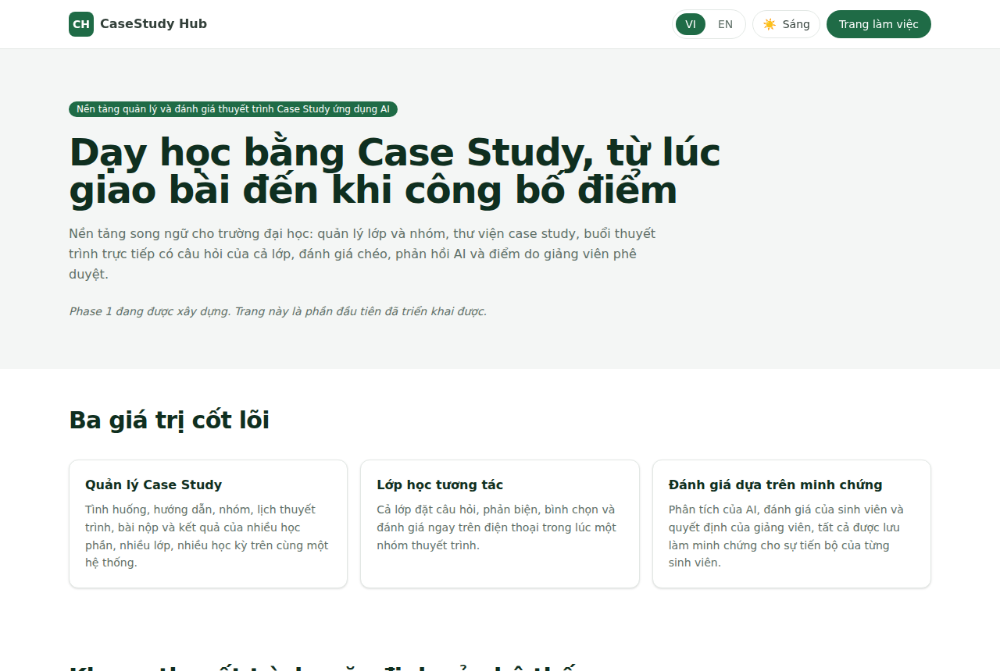 CH CaseStudy Hub
VI EN ☀️ Sáng Trang làm việc
Nền tảng quản lý và đánh giá thuyết trình Case Study ứng dụng AI
Dạy học bằng Case Study, từ lúc
giao bài đến khi công bố điểm
Nền tảng song ngữ cho trường đại học: quản lý lớp và nhóm, thư viện case study, buổi thuyết
trình trực tiếp có câu hỏi của cả lớp, đánh giá chéo, phản hồi AI và điểm do giảng viên phê
duyệt.
Phase 1 đang được xây dựng. Trang này là phần đầu tiên đã triển khai được.
Ba giá trị cốt lõi
Quản lý Case Study
Tình huống, hướng dẫn, nhóm, lịch thuyết
trình, bài nộp và kết quả của nhiều học
phần, nhiều lớp, nhiều học kỳ trên cùng một
hệ thống.
Lớp học tương tác
Cả lớp đặt câu hỏi, phản biện, bình chọn và
đánh giá ngay trên điện thoại trong lúc một
nhóm thuyết trình.
Đánh giá dựa trên minh chứng
Phân tích của AI, đánh giá của sinh viên và
quyết định của giảng viên, tất cả được lưu
làm minh chứng cho sự tiến bộ của từng
sinh viên.